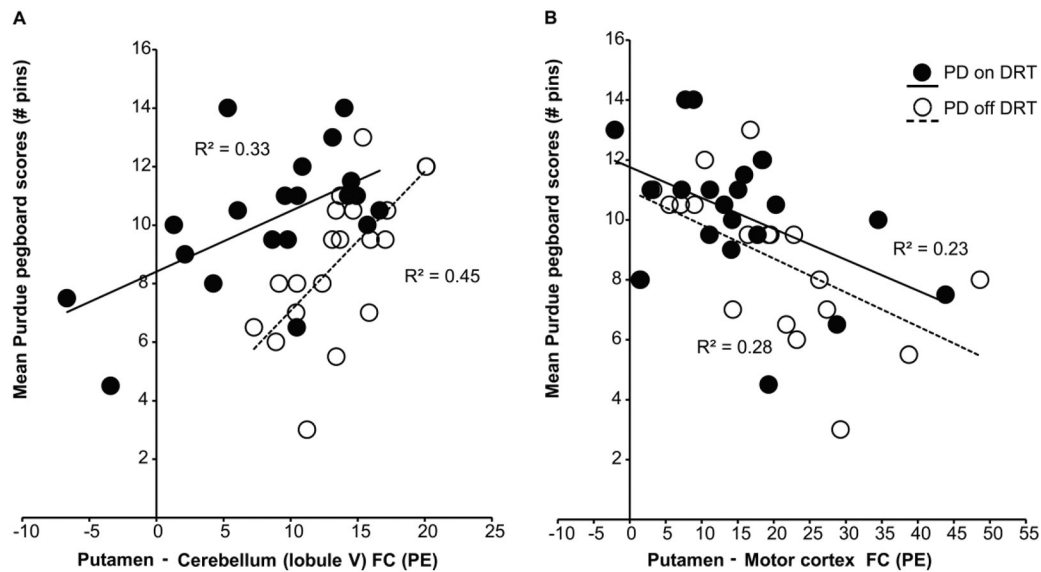 A
Mean Purdue pegboard scores (# pins)
16
14
12
10
8
6
4
2
R² = 0.33
R² = 0.45
-10 -5 0 5 10 15 20 25
Putamen - Cerebellum (lobule V) FC (PE)
B
Mean Purdue pegboard scores (# pins)
16
14
12
10
8
6
4
2
PD on DRT
PD off DRT
R² = 0.23
R² = 0.28
-10 0 5 10 15 20 25 30 35 40 45 50 55
Putamen - Motor cortex FC (PE)